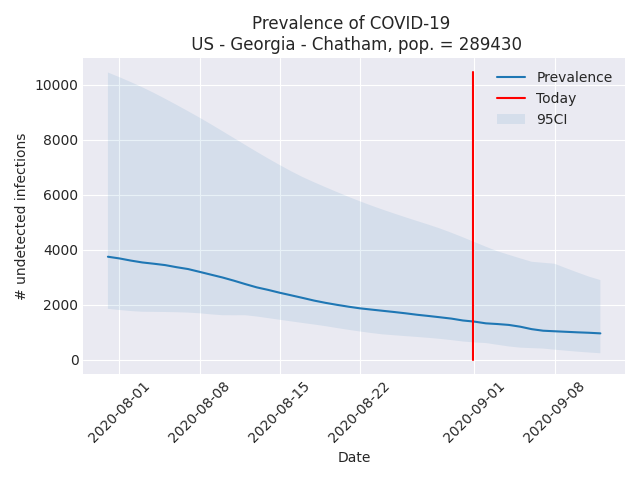 Prevalence of COVID-19
US - Georgia - Chatham, pop. = 289430
Prevalence
Today
95CI
# undetected infections
10000
8000
6000
4000
2000
0
2020-08-01
2020-08-08
2020-08-15
2020-08-22
2020-09-01
2020-09-08
Date